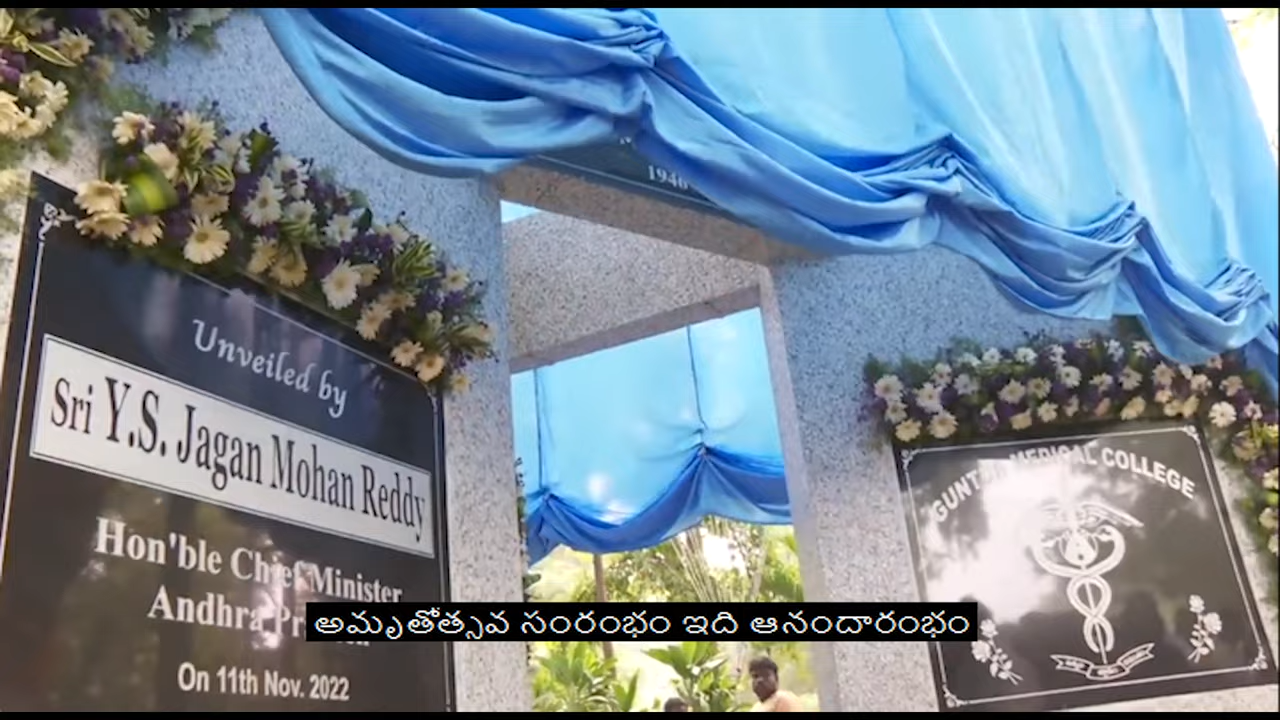 1946
Unveiled by
Sri Y.S. Jagan Mohan Reddy
Hon'ble Chief Minister
Andhra
On 11th Nov. 2022
MEDICAL COLLEGE
అమృతోత్సవ సంరంభం ఇది ఆనందారంభం